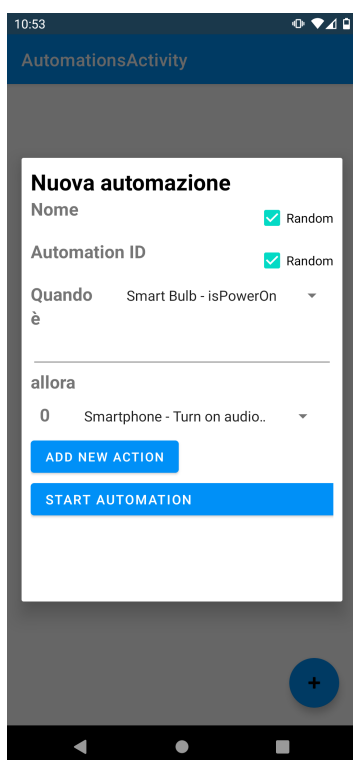 10:53
AutomationsActivity
Nuova automazione
Nome
Random
Automation ID
Random
Quando Smart Bulb - isPowerOn
è
allora
0 Smartphone - Turn on audio..
ADD NEW ACTION
START AUTOMATION
+